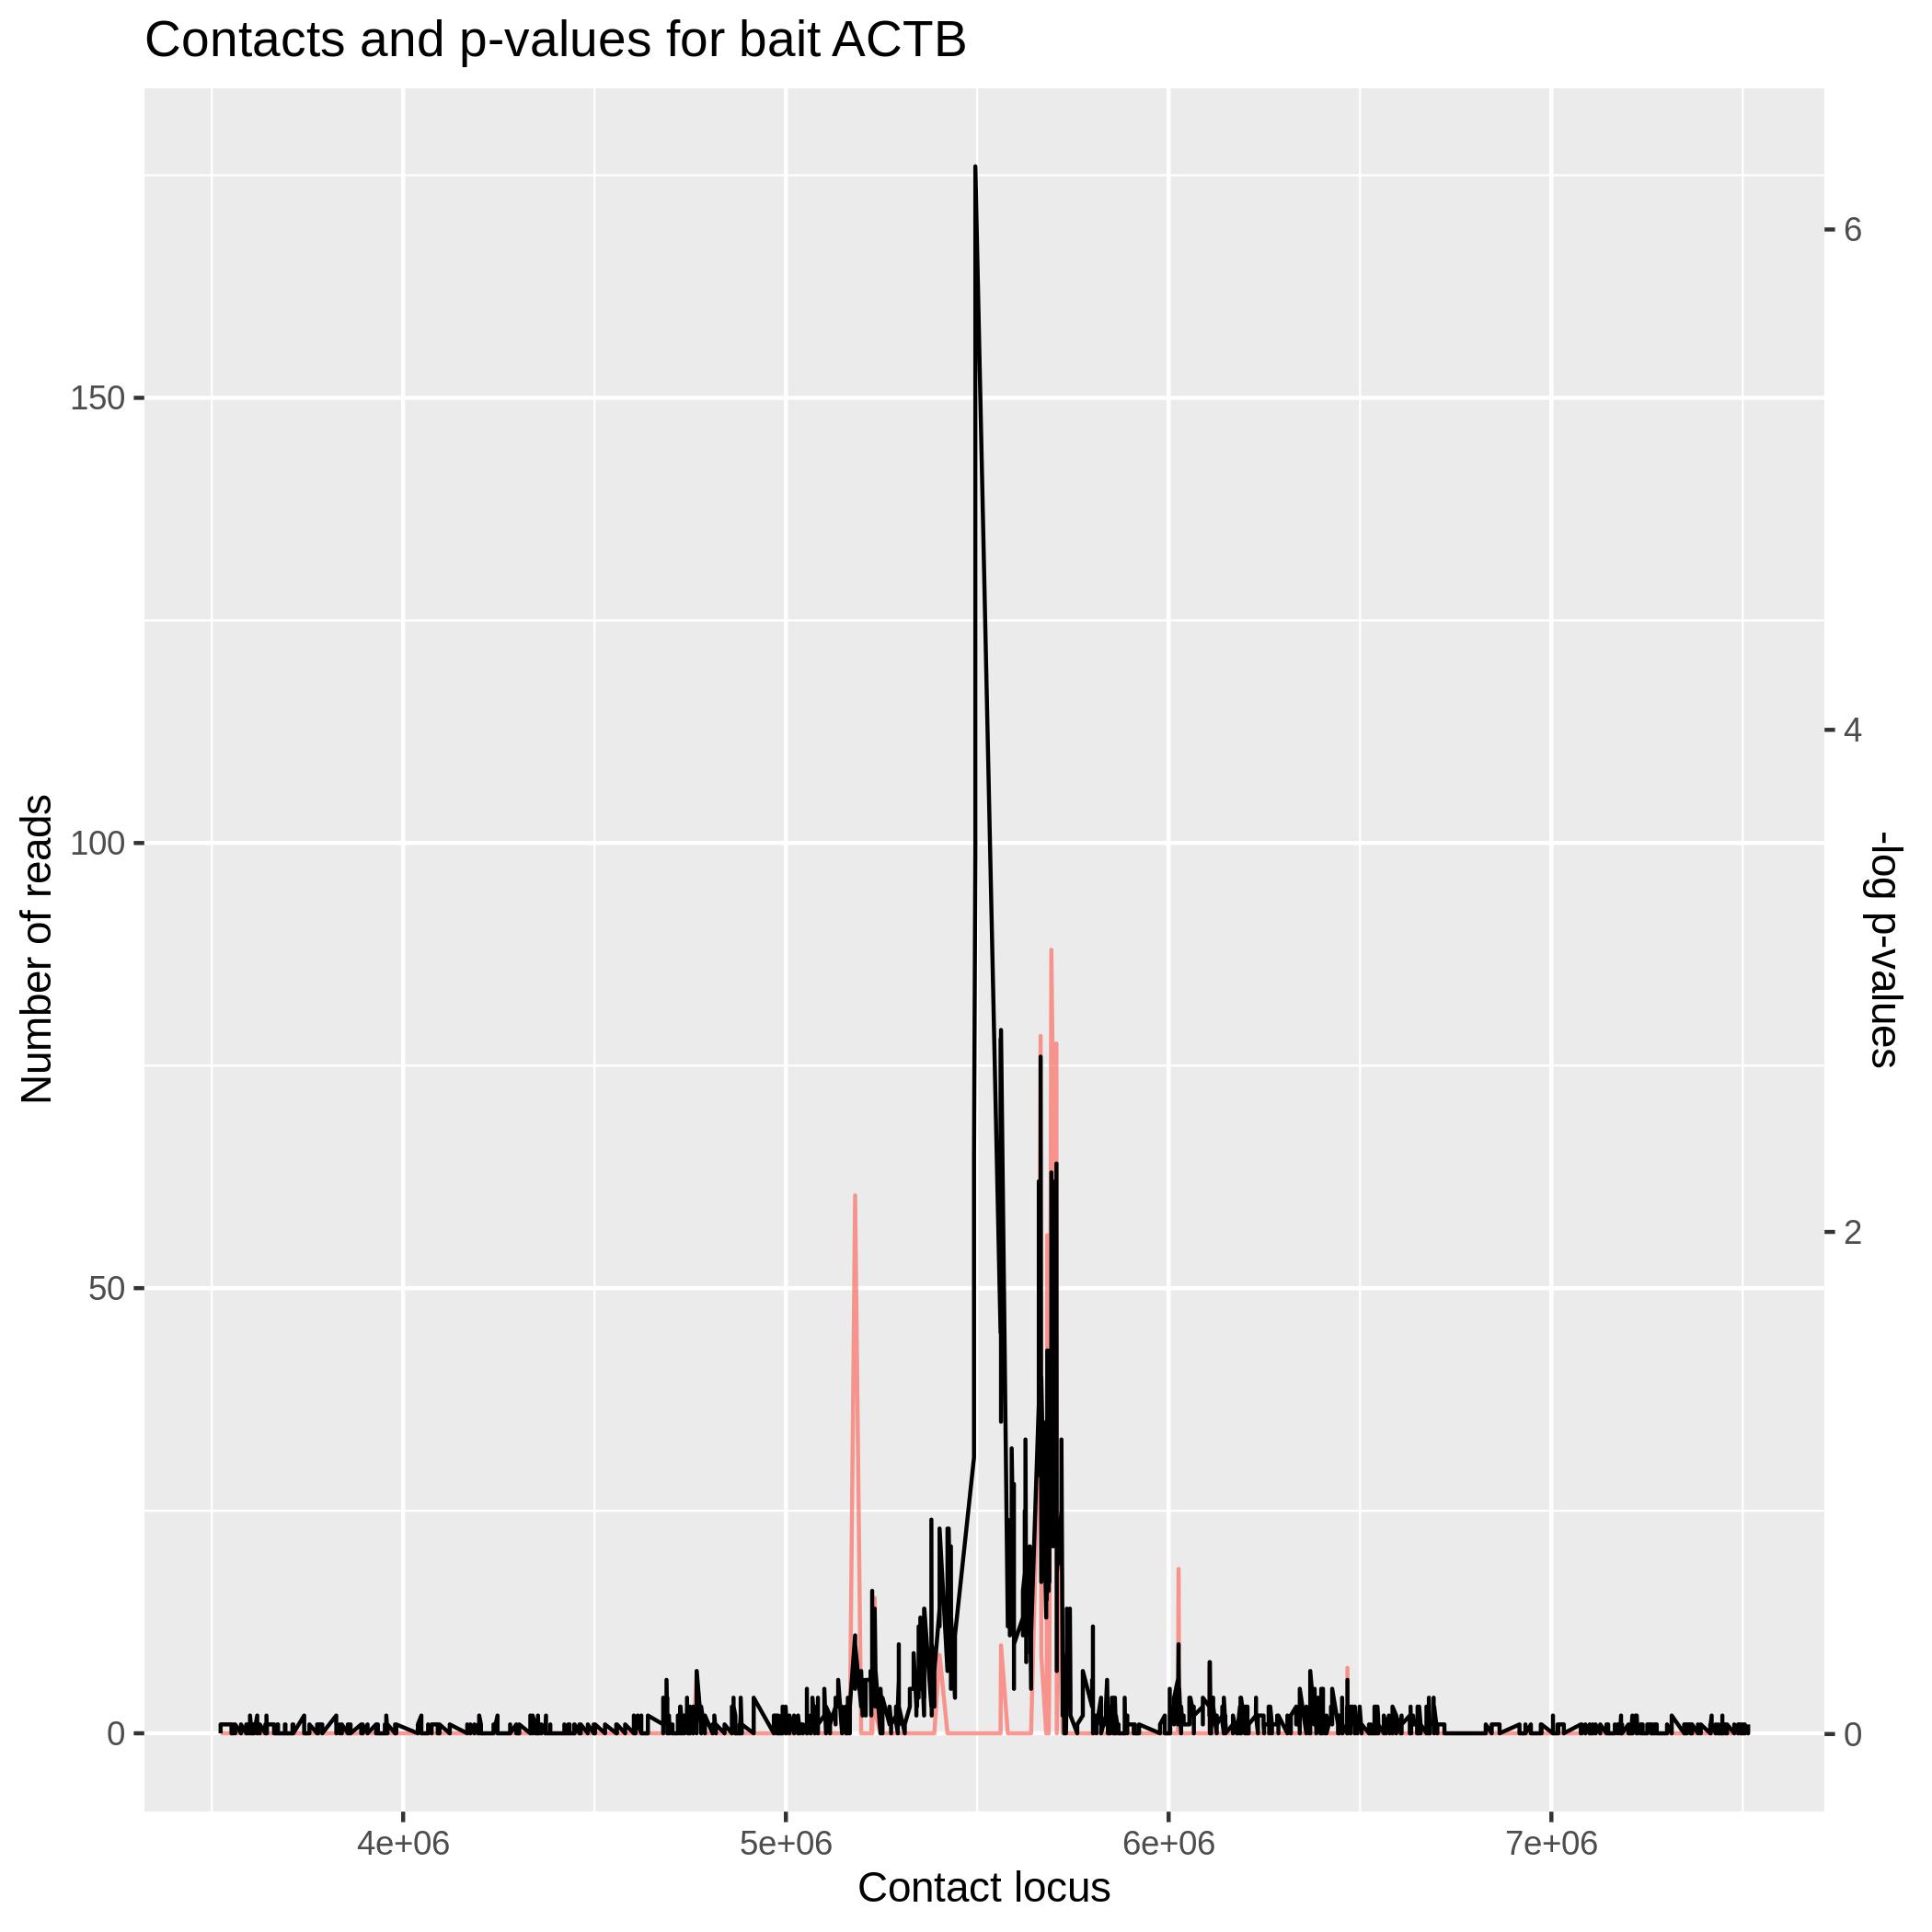 Contacts and p-values for bait ACTB
150
100
50
0
Number of reads
6
4
2
0
-log p-values
4e+06
5e+06
6e+06
7e+06
Contact locus